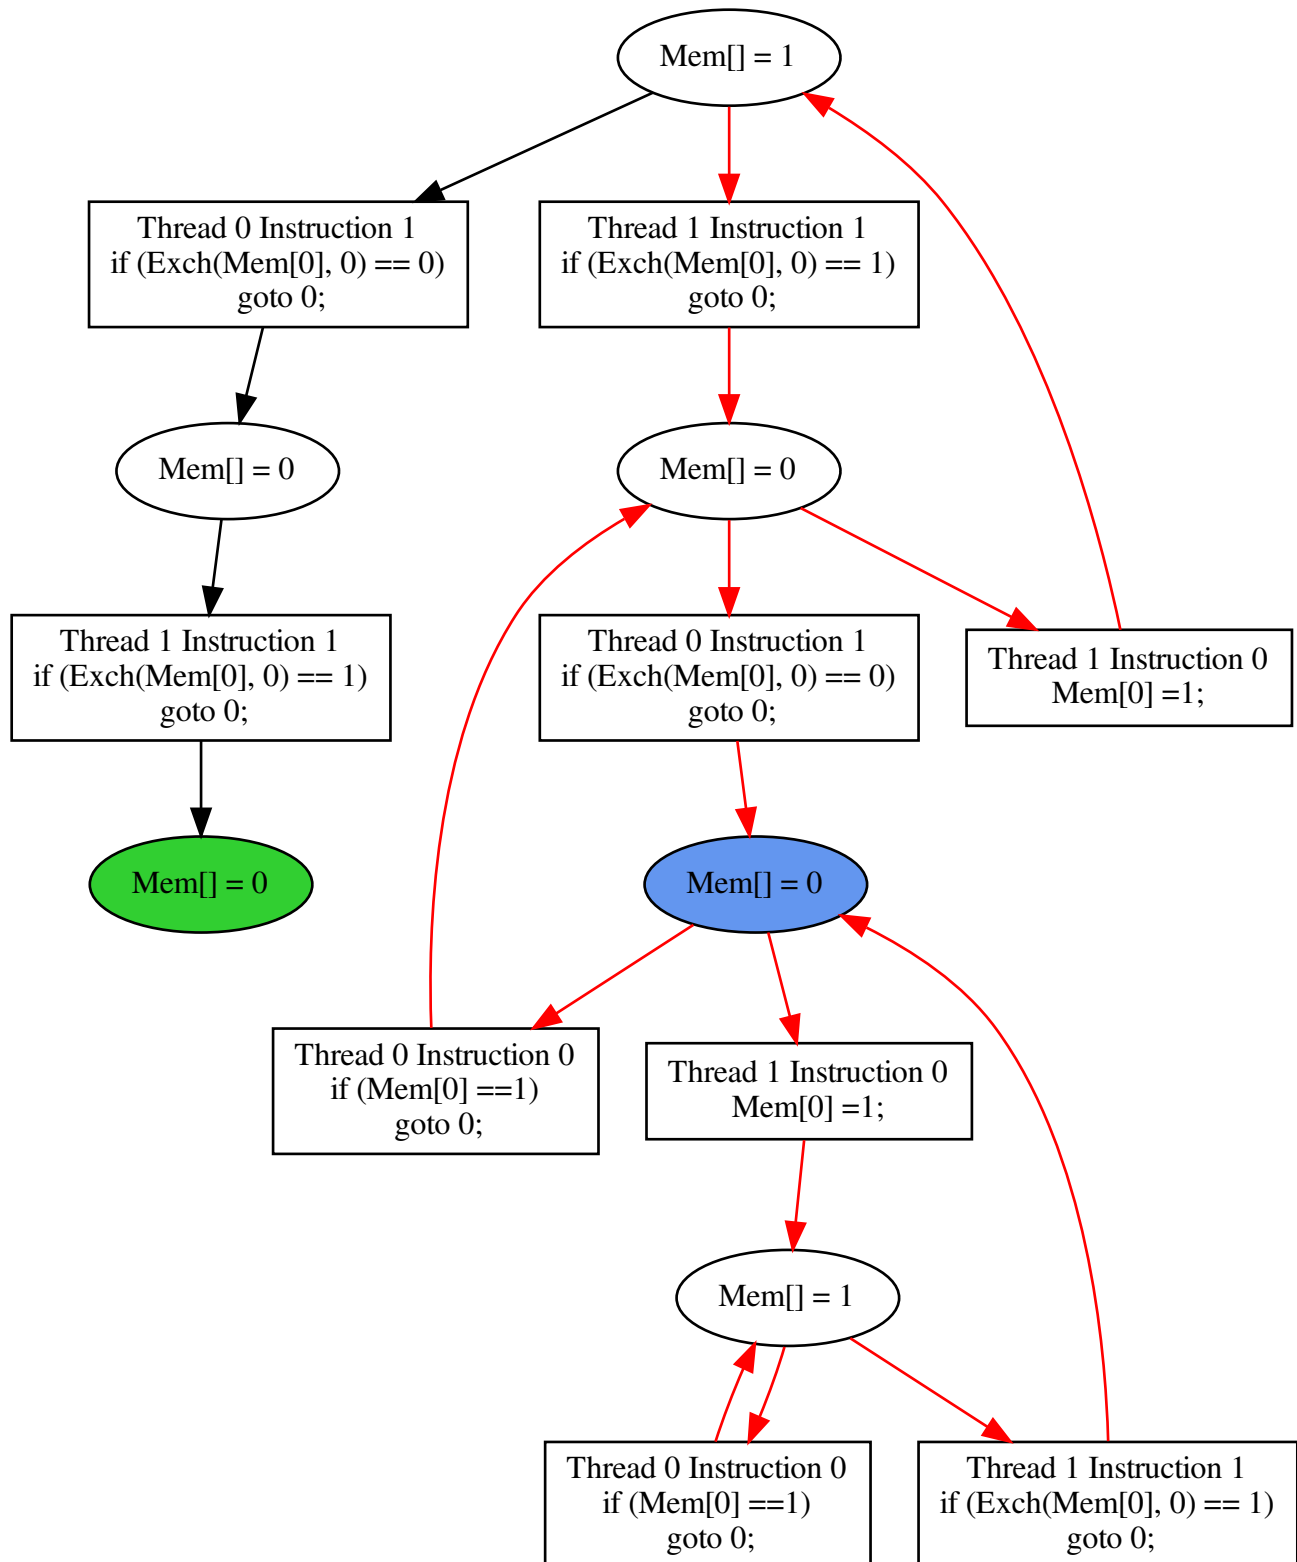 Mem[] = 1
Thread 0 Instruction 1
if (Exch(Mem[0], 0) == 0)
goto 0;
Thread 1 Instruction 1
if (Exch(Mem[0], 0) == 1)
goto 0;
Mem[] = 0
Mem[] = 0
Thread 1 Instruction 1
if (Exch(Mem[0], 0) == 1)
goto 0;
Thread 0 Instruction 1
if (Exch(Mem[0], 0) == 0)
goto 0;
Thread 1 Instruction 0
Mem[0] =1;
Mem[] = 0
Mem[] = 0
Thread 0 Instruction 0
if (Mem[0] ==1)
goto 0;
Thread 1 Instruction 0
Mem[0] =1;
Mem[] = 1
Thread 0 Instruction 0
if (Mem[0] ==1)
goto 0;
Thread 1 Instruction 1
if (Exch(Mem[0], 0) == 1)
goto 0;